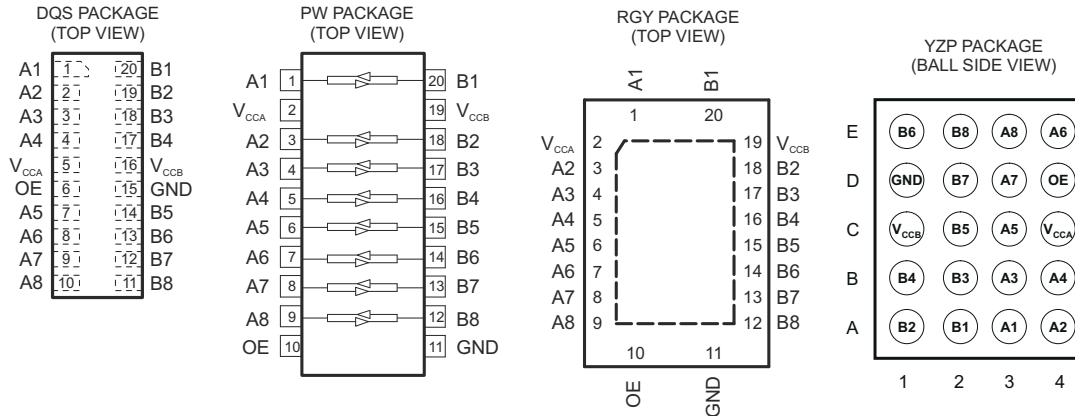 DQS PACKAGE
(TOP VIEW)
A1 1 20 B1
A2 2 19 B2
A3 3 18 B3
A4 4 17 B4
VCCA 5 16 VCCB
OE 6 15 GND
A5 7 14 B5
A6 8 13 B6
A7 9 12 B7
A8 10 11 B8
PW PACKAGE
(TOP VIEW)
A1 1 20 B1
VCCA 2 19 VCCB
A2 3 18 B2
A3 4 17 B3
A4 5 16 B4
A5 6 15 B5
A6 7 14 B6
A7 8 13 B7
A8 9 12 B8
OE 10 11 GND
RGY PACKAGE
(TOP VIEW)
A1 B1
1 20
VCCA 2 19 VCCB
A2 3 18 B2
A3 4 17 B3
A4 5 16 B4
A5 6 15 B5
A6 7 14 B6
A7 8 13 B7
A8 9 12 B8
10 11
OE GND
YZP PACKAGE
(BALL SIDE VIEW)
E B6 B8 A8 A6
D GND B7 A7 OE
C VCCB B5 A5 VCCA
B B4 B3 A3 A4
A B2 B1 A1 A2
1 2 3 4